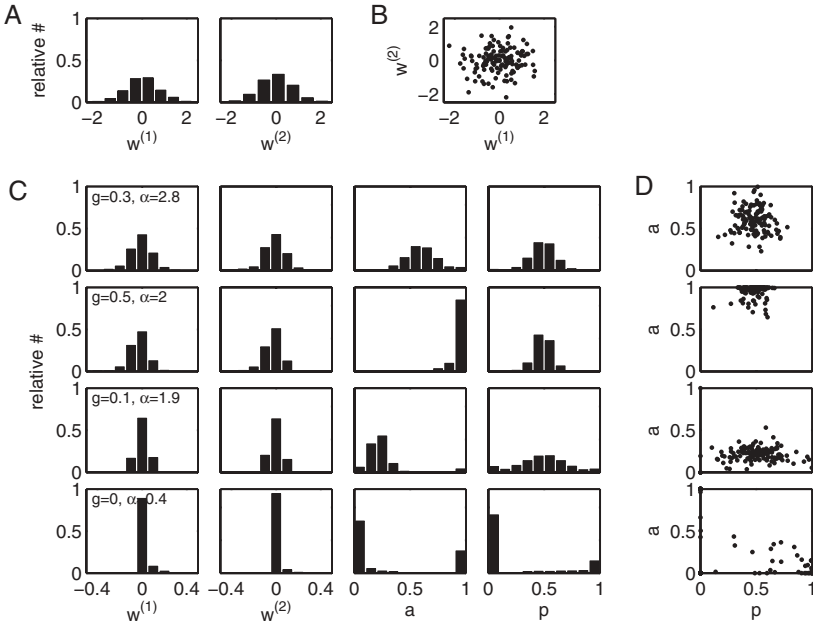 A
B
1
0.5
0
relative #
−2 0 2
w(1)
−2 0 2
w(2)
2
0
−2
w(2)
−2 0 2
w(1)
C
D
relative #
1
0.5
0
g=0.3, α=2.8
1
0.5
0
a
1
0.5
0
g=0.5, α=2
1
0.5
0
a
1
0.5
0
g=0.1, α=1.9
1
0.5
0
a
1
0.5
0
g=0, α 0.4
1
0.5
0
a
−0.4 0 0.4
w(1)
−0.4 0 0.4
w(2)
0 0.5 1
a
0 0.5 1
p
0 0.5 1
p